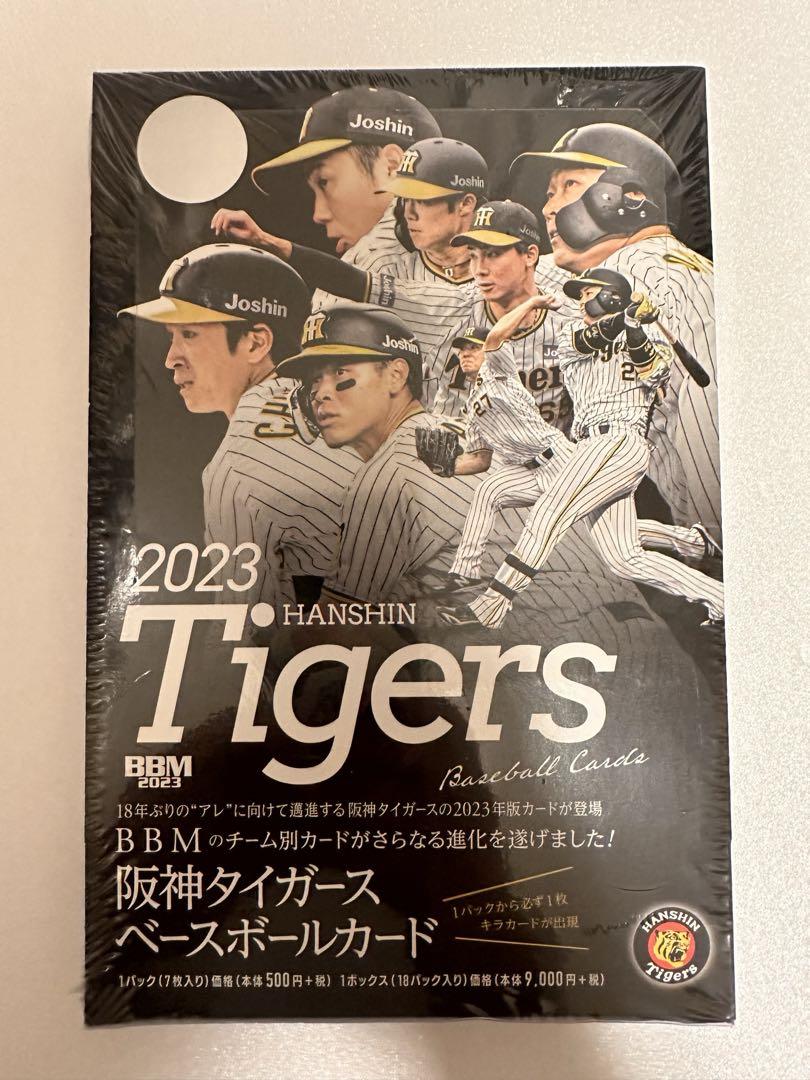 Joshin
Joshin
Joshin
Joshin
Joshin
27
2
2023
HANSHIN
Tigers
BBM
2023
Baseball Cards
18年ぶりの“アレ”に向けて邁進する阪神タイガースの2023年版カードが登場
BBMのチーム別カードがさらなる進化を遂げました!
阪神タイガース
ベースボールカード
1パックから必ず1枚
キラカードが出現
HANSHIN
Tigers
1パック(7枚入り)価格(本体500円+税) 1ボックス(18パック入り)価格(本体9,000円+税)